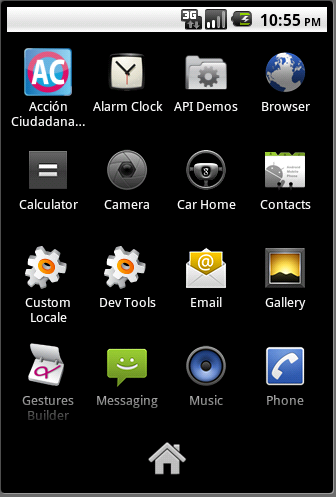 3G 10:55 PM
AC
Acción Ciudadana... Alarm Clock API Demos Browser
Calculator Camera Car Home Contacts
Custom Locale Dev Tools Email Gallery
Gestures Builder Messaging Music Phone